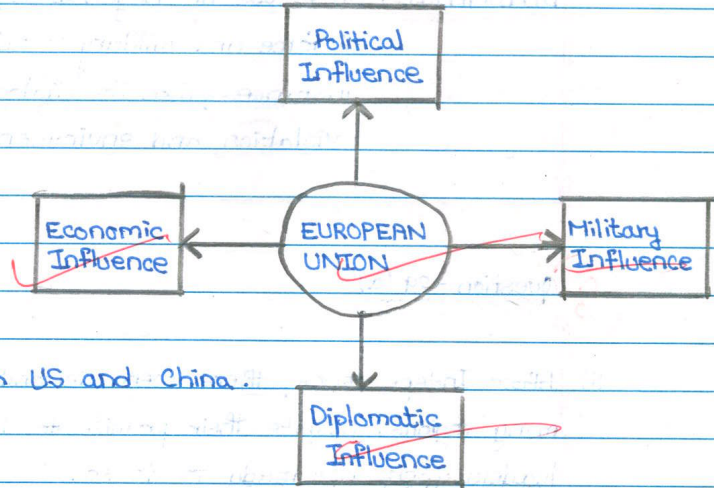 Political
Influence
Economic
Influence
EUROPEAN
UNION
Military
Influence
US and China.
Diplomatic
Influence